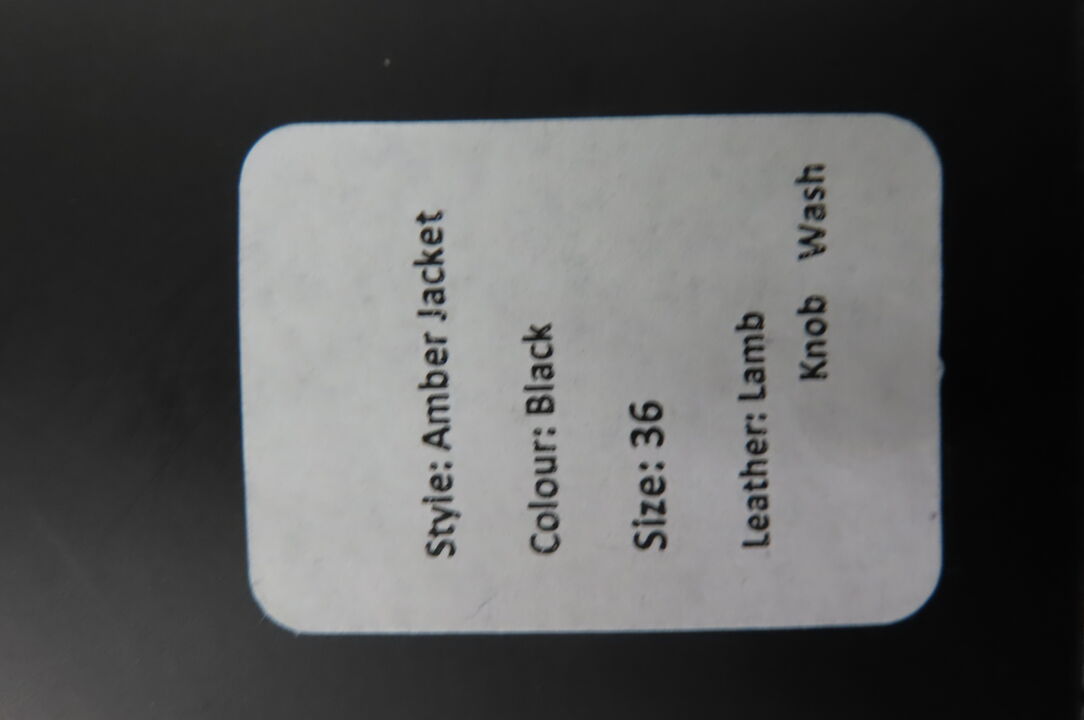 Style: Amber Jacket
Colour: Black
Size: 36
Leather: Lamb
Knob Wash